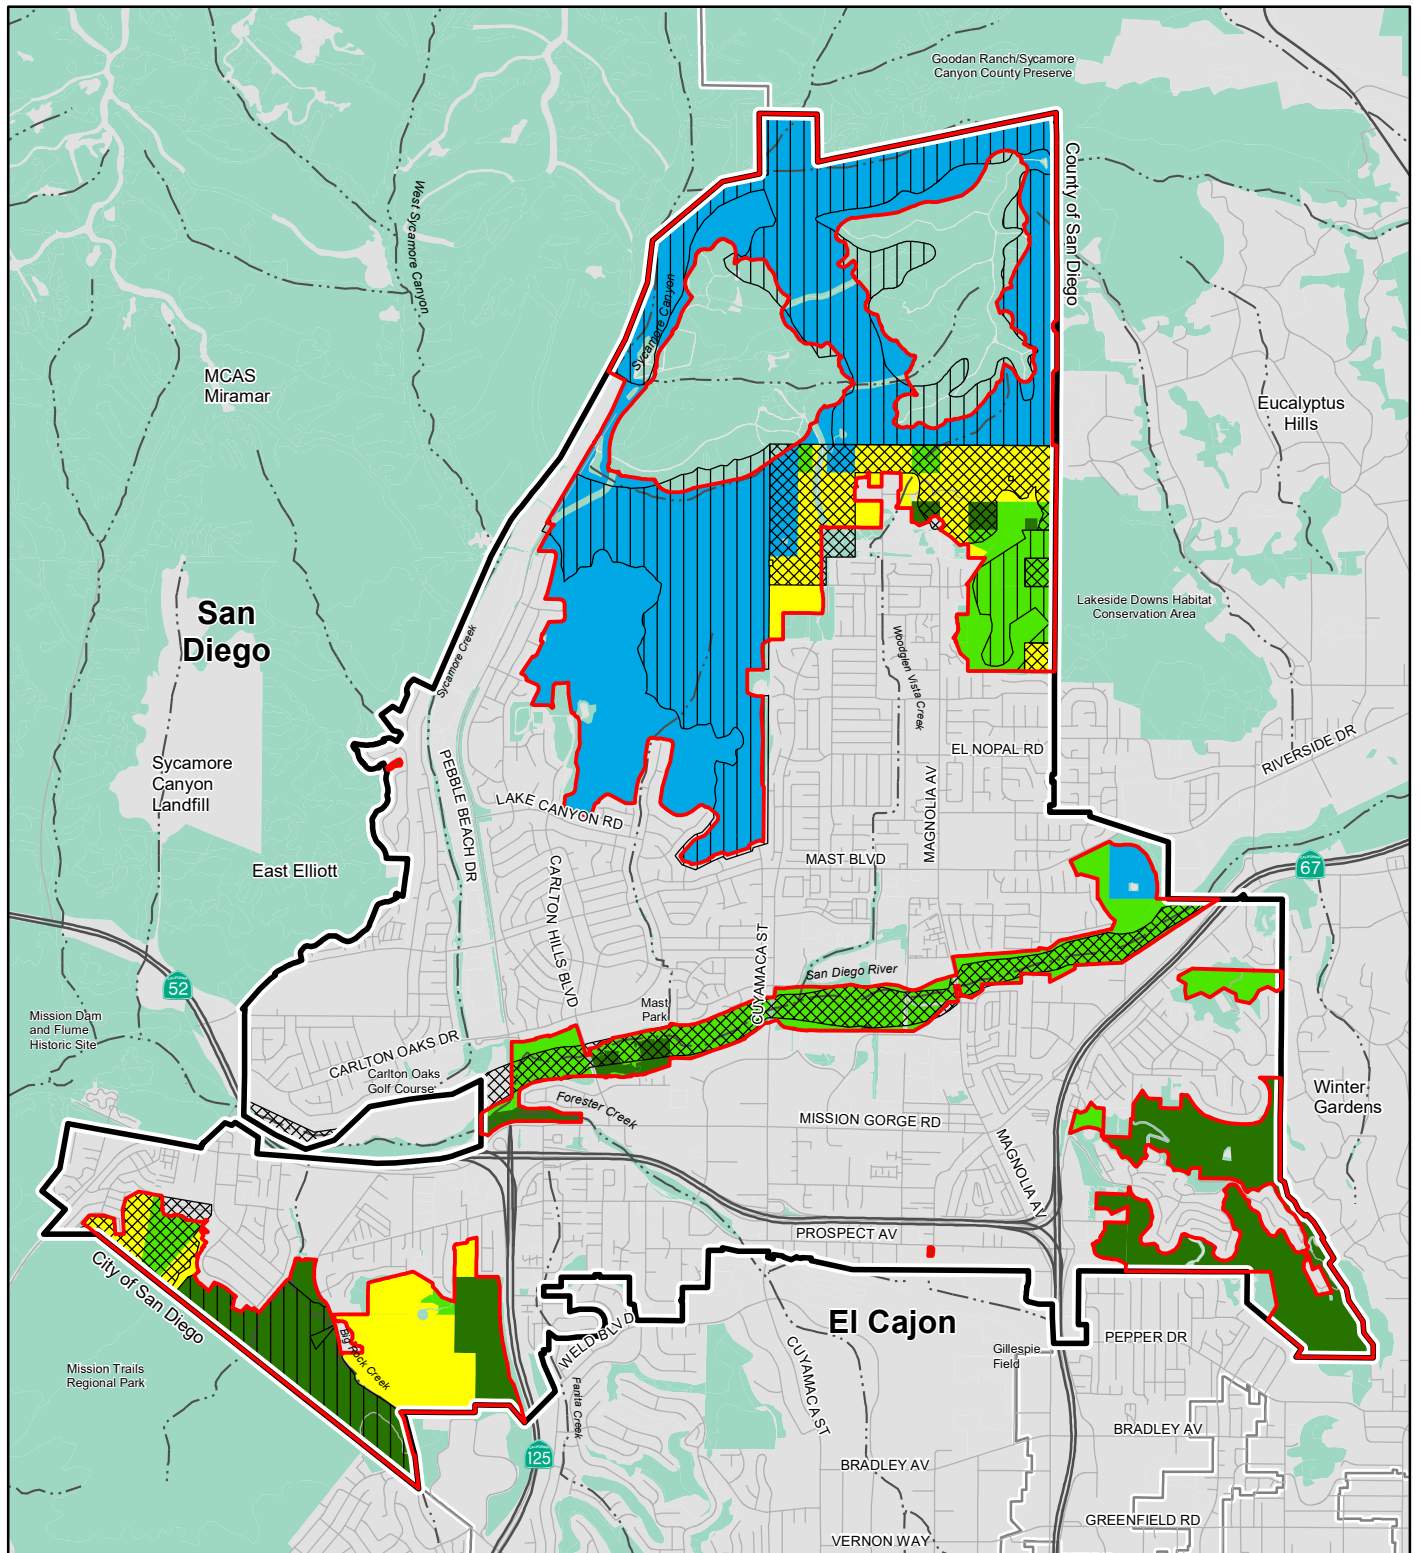 Goodan Ranch/Sycamore
Canyon County Preserve
County of San Diego
West Sycamore Canyon
Sycamore Canyon
MCAS
Miramar
Eucalyptus
Hills
San
Diego
Lakeside Downs Habitat
Conservation Area
Sycamore Creek
Woodglen Vista Creek
EL NOPAL RD
RIVERSIDE DR
Sycamore
Canyon
Landfill
PEBBLE BEACH DR
LAKE CANYON RD
MAGNOLIA AV
MAST BLVD
East Elliott
CARLTON HILLS BLVD
CALIFORNIA
67
CUYAMACA ST
San Diego River
CALIFORNIA
52
Mast
Park
Mission Dam
and Flume
Historic Site
CARLTON OAKS DR
Carlton Oaks
Golf Course
Forester Creek
MISSION GORGE RD
Winter
Gardens
MAGNOLIA AV
PROSPECT AV
City of San Diego
El Cajon
WELD BLVD
Big Rock Creek
PEPPER DR
Gillespie
Field
Mission Trails
Regional Park
Fanita Creek
CUYAMACA ST
BRADLEY AV
CALIFORNIA
125
BRADLEY AV
GREENFIELD RD
VERNON WAY